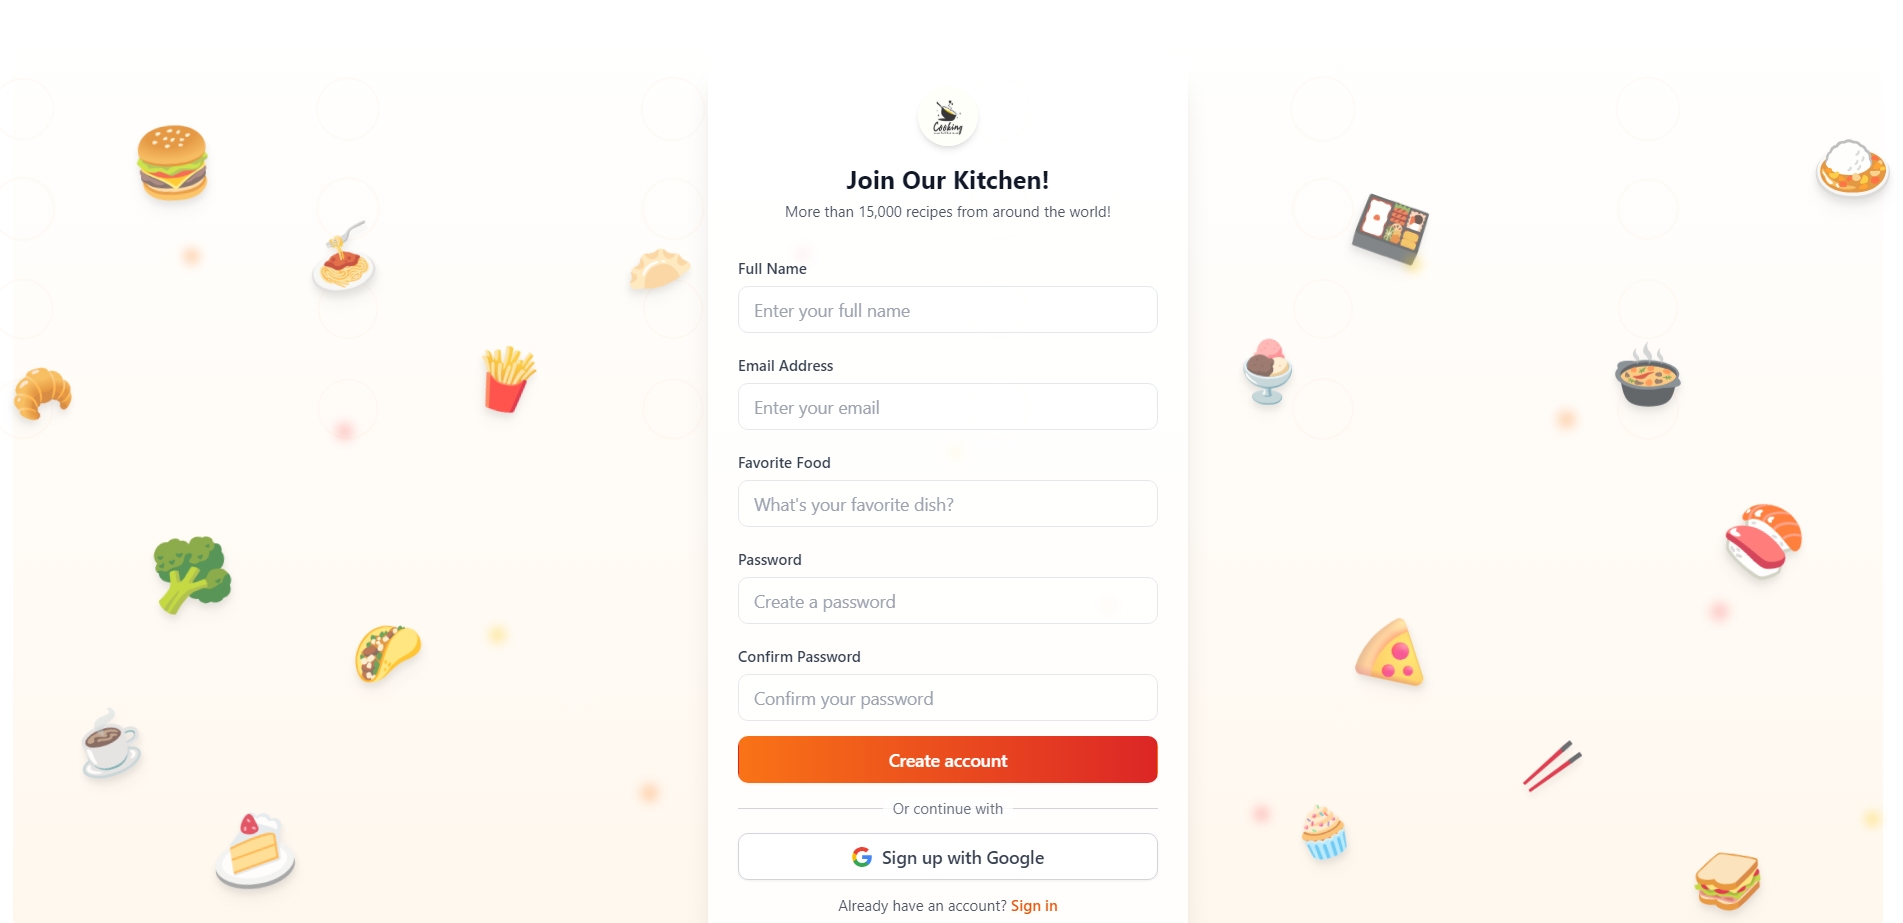 Cooking
Join Our Kitchen!
More than 15,000 recipes from around the world!
Full Name
Enter your full name
Email Address
Enter your email
Favorite Food
What's your favorite dish?
Password
Create a password
Confirm Password
Confirm your password
Create account
Or continue with
Sign up with Google
Already have an account? Sign in